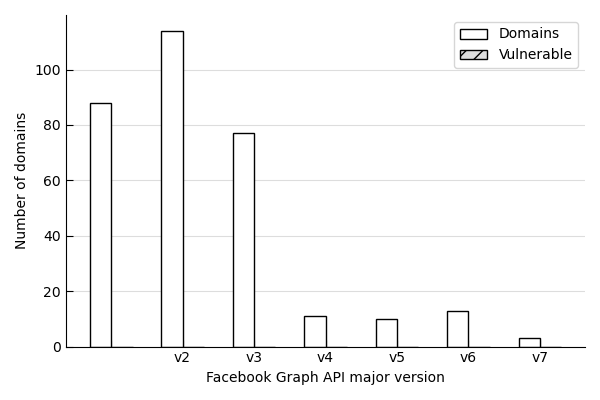 Domains
Vulnerable
Number of domains
100
80
60
40
20
0
v2 v3 v4 v5 v6 v7
Facebook Graph API major version